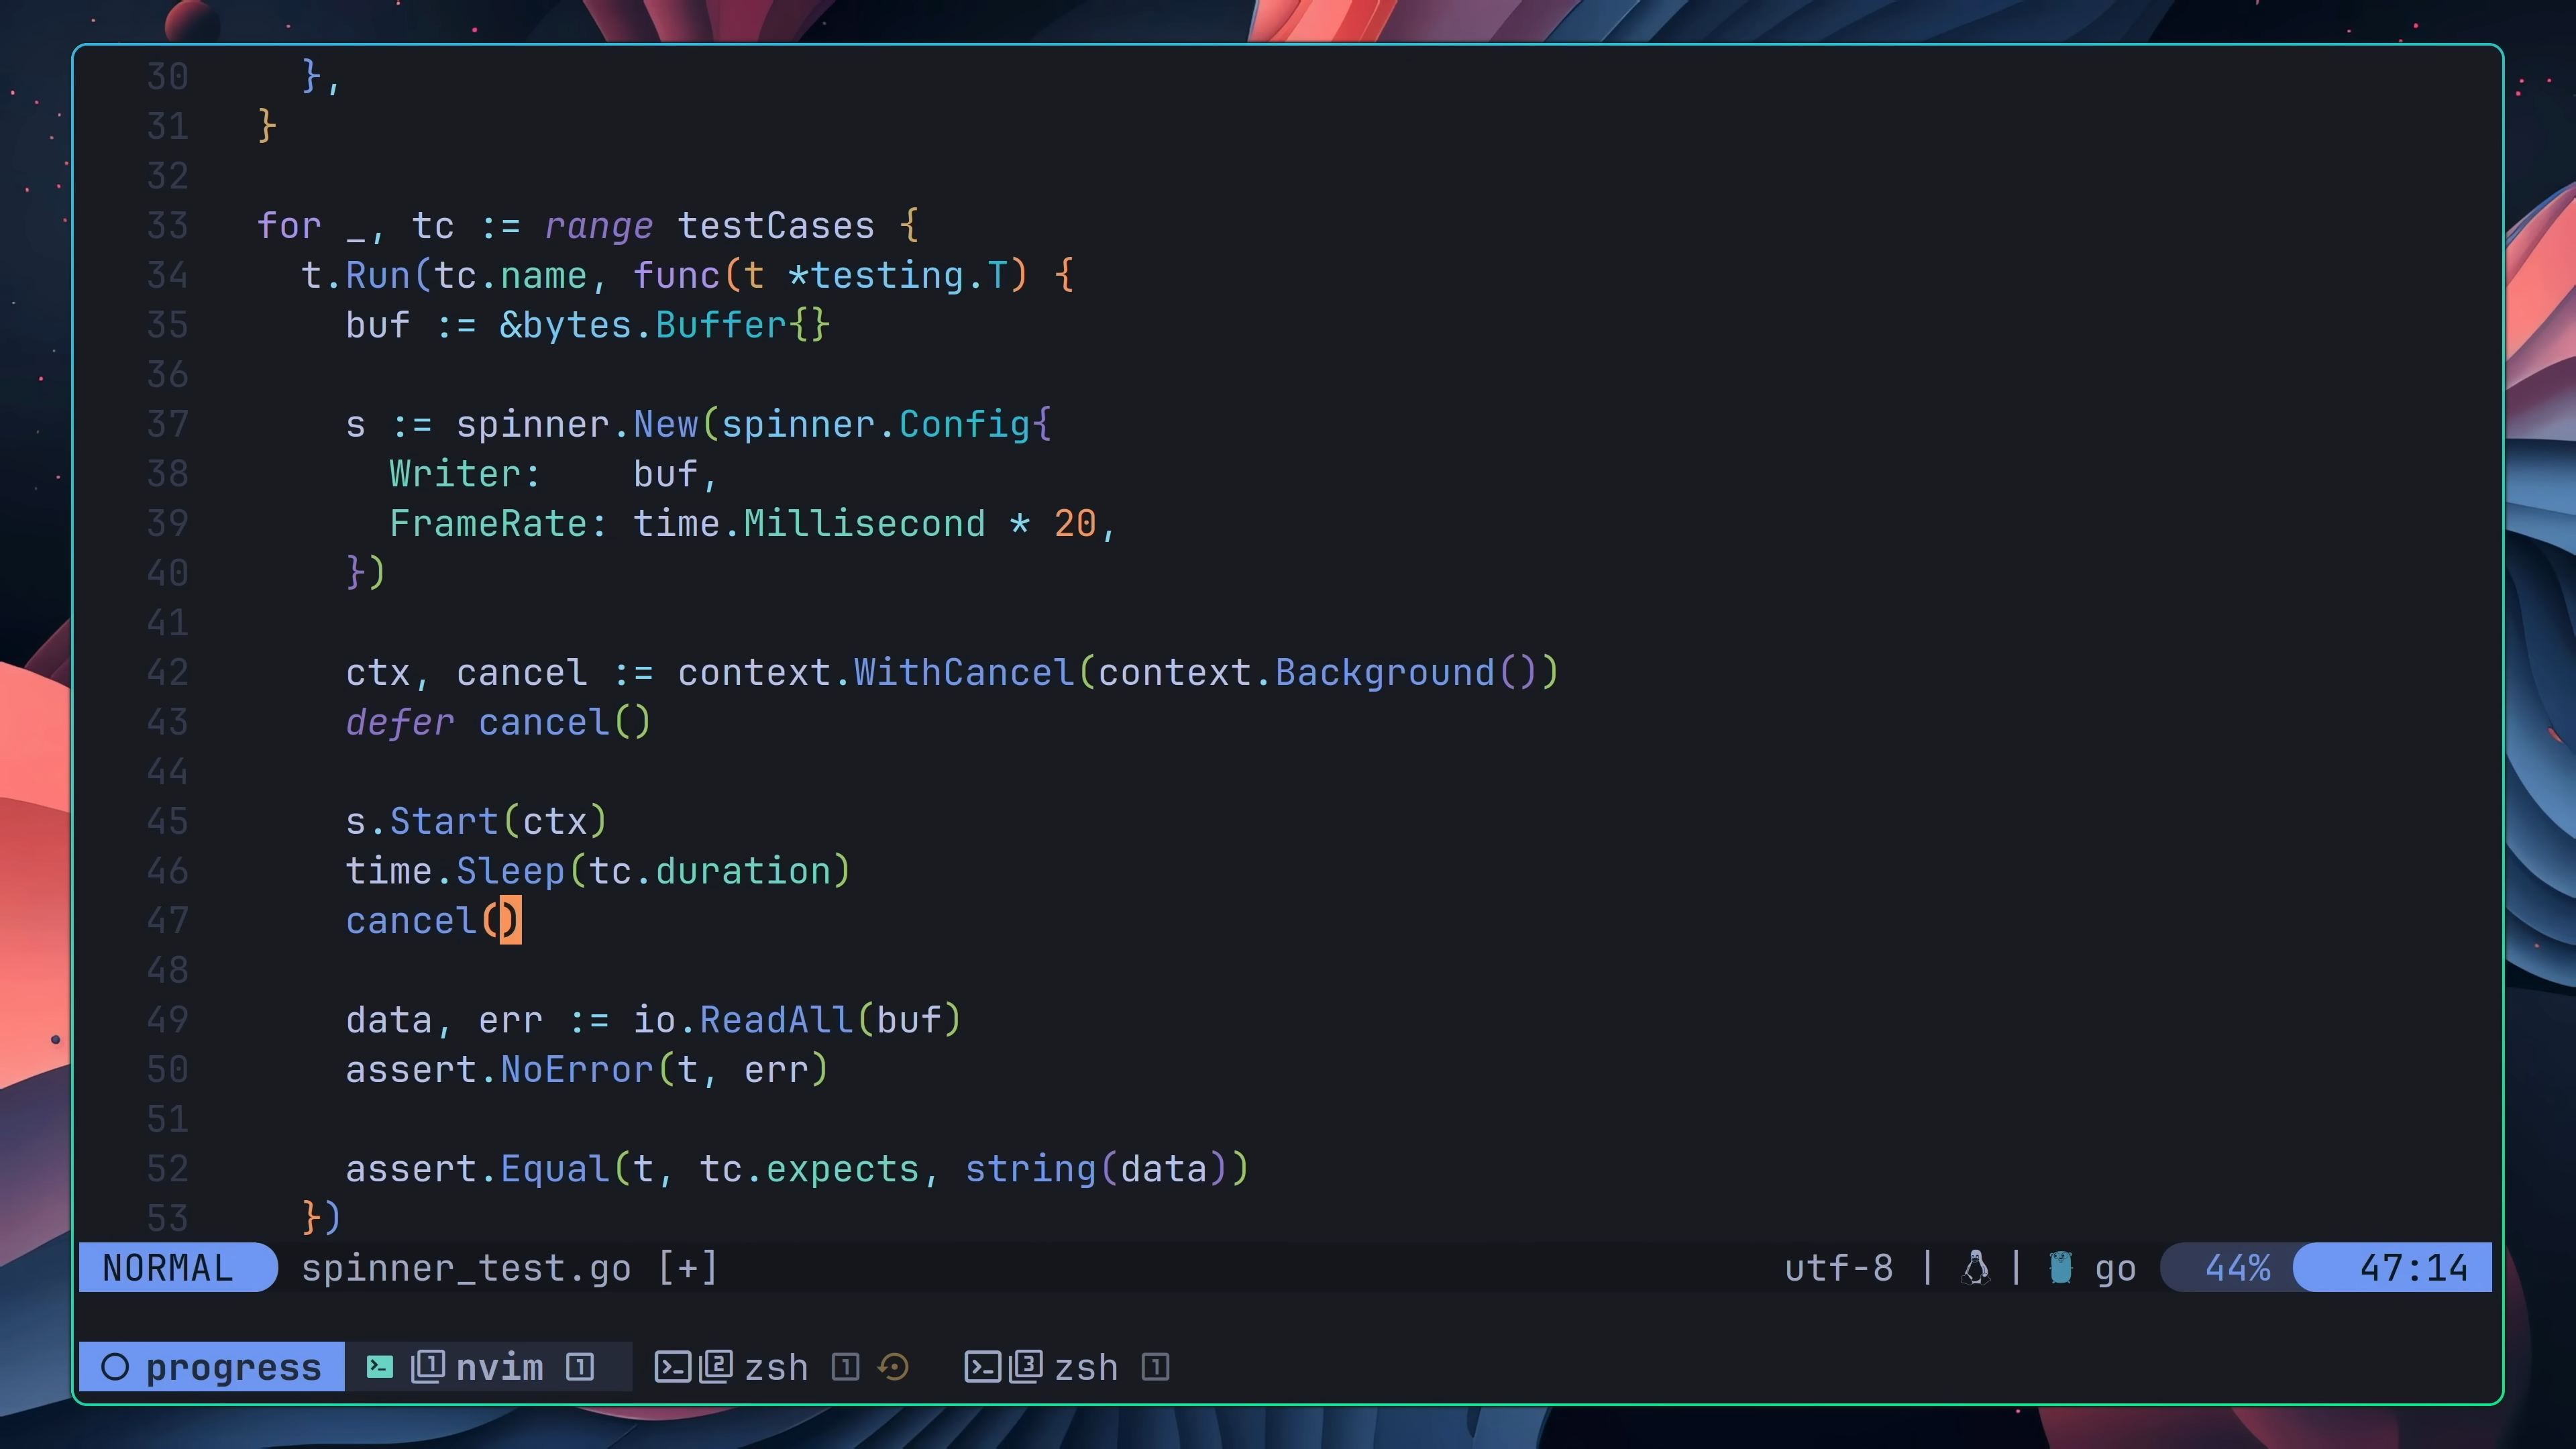 30     },
31   }
32
33   for _, tc := range testCases {
34     t.Run(tc.name, func(t *testing.T) {
35       buf := &bytes.Buffer{}
36
37       s := spinner.New(spinner.Config{
38         Writer:    buf,
39         FrameRate: time.Millisecond * 20,
40       })
41
42       ctx, cancel := context.WithCancel(context.Background())
43       defer cancel()
44
45       s.Start(ctx)
46       time.Sleep(tc.duration)
47       cancel()
48
49       data, err := io.ReadAll(buf)
50       assert.NoError(t, err)
51
52       assert.Equal(t, tc.expects, string(data))
53     })
NORMAL spinner_test.go [+] utf-8 | | go 44% 47:14
progress 1 nvim 1 2 zsh 1 3 zsh 1